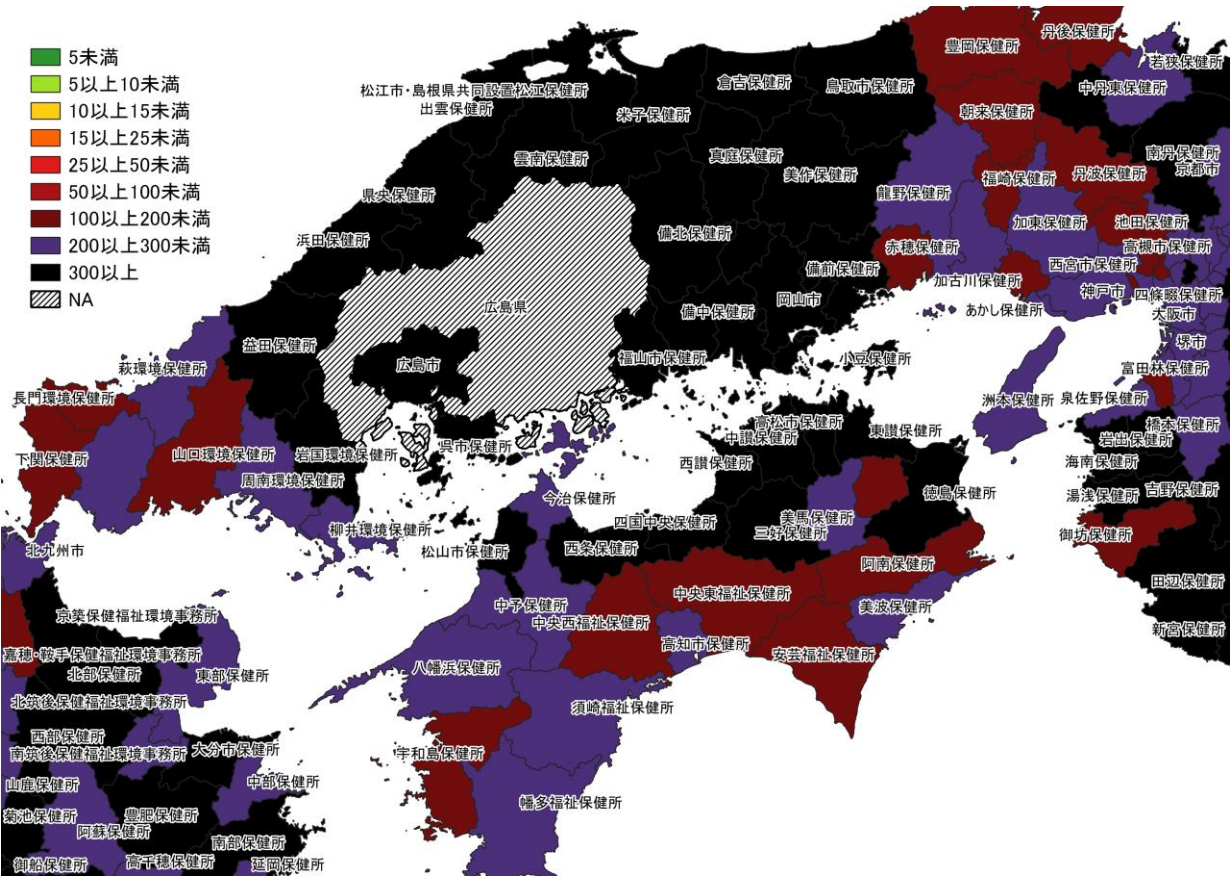 5未満
5以上10未満
10以上15未満
15以上25未満
25以上50未満
50以上100未満
100以上200未満
200以上300未満
300以上
NA
丹後保健所
豊岡保健所
若狭保健所
中丹東保健所
倉吉保健所
鳥取市保健所
松江市・島根県共同設置松江保健所
出雲保健所
米子保健所
朝来保健所
雲南保健所
真庭保健所
美作保健所
南丹保健所
京都市
福崎保健所
丹波保健所
龍野保健所
県央保健所
加東保健所
池田保健所
浜田保健所
備北保健所
赤穂保健所
高槻市保健所
西宮市保健所
備前保健所
加古川保健所
神戸市
四條畷保健所
岡山市
広島県
備中保健所
あかし保健所
大阪市
堺市
益田保健所
福山市保健所
小豆保健所
広島市
萩環境保健所
富田林保健所
長門環境保健所
洲本保健所
泉佐野保健所
高松市保健所
橋本保健所
中讃保健所
東讃保健所
岩出保健所
呉市保健所
山口環境保健所
岩国環境保健所
下関保健所
西讃保健所
海南保健所
周南環境保健所
徳島保健所
湯浅保健所
吉野保健所
今治保健所
美馬保健所
四国中央保健所
柳井環境保健所
三好保健所
御坊保健所
北九州市
松山市保健所
西条保健所
阿南保健所
田辺保健所
中央東福祉保健所
中予保健所
美波保健所
京築保健福祉環境事務所
中央西福祉保健所
新宮保健所
高知市保健所
安芸福祉保健所
嘉穂・鞍手保健福祉環境事務所
北部保健所
東部保健所
八幡浜保健所
北筑後保健福祉環境事務所
須崎福祉保健所
西部保健所
大分市保健所
南筑後保健福祉環境事務所
宇和島保健所
山鹿保健所
中部保健所
幡多福祉保健所
菊池保健所
豊肥保健所
阿蘇保健所
南部保健所
御船保健所
高千穂保健所
延岡保健所